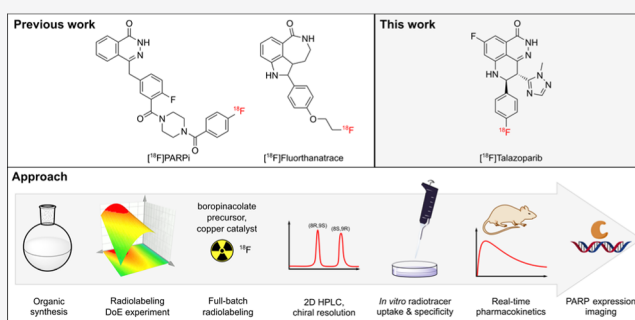 Previous work
This work
O
NH
N
F
O
N
N
O
18F
[18F]PARPi
O
HN
HN
O
18F
[18F]Fluorthanatrace
F
O
NH
N
HN
N
N
N
18F
[18F]Talazoparib
Approach
boropinacolate
precursor,
copper catalyst
18F
(8R,9S)
(8S,9R)
Organic
synthesis
Radiolabeling
DoE experiment
Full-batch
radiolabeling
2D HPLC,
chiral resolution
In vitro radiotracer
uptake & specificity
Real-time
pharmacokinetics
PARP expression
imaging